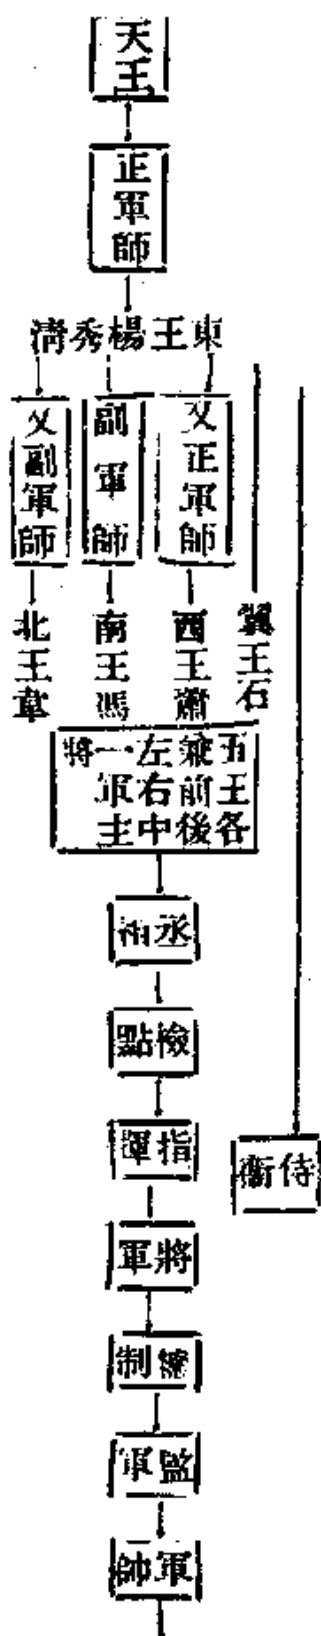 天王
正軍師
東王楊秀清
又正軍師
副軍師
又副軍師
翼王石
西王蕭
南王馮
北王韋
五王各
兼前後
左右中
一軍主
將
丞相
檢點
指揮
侍衞
將軍
總制
監軍
軍帥